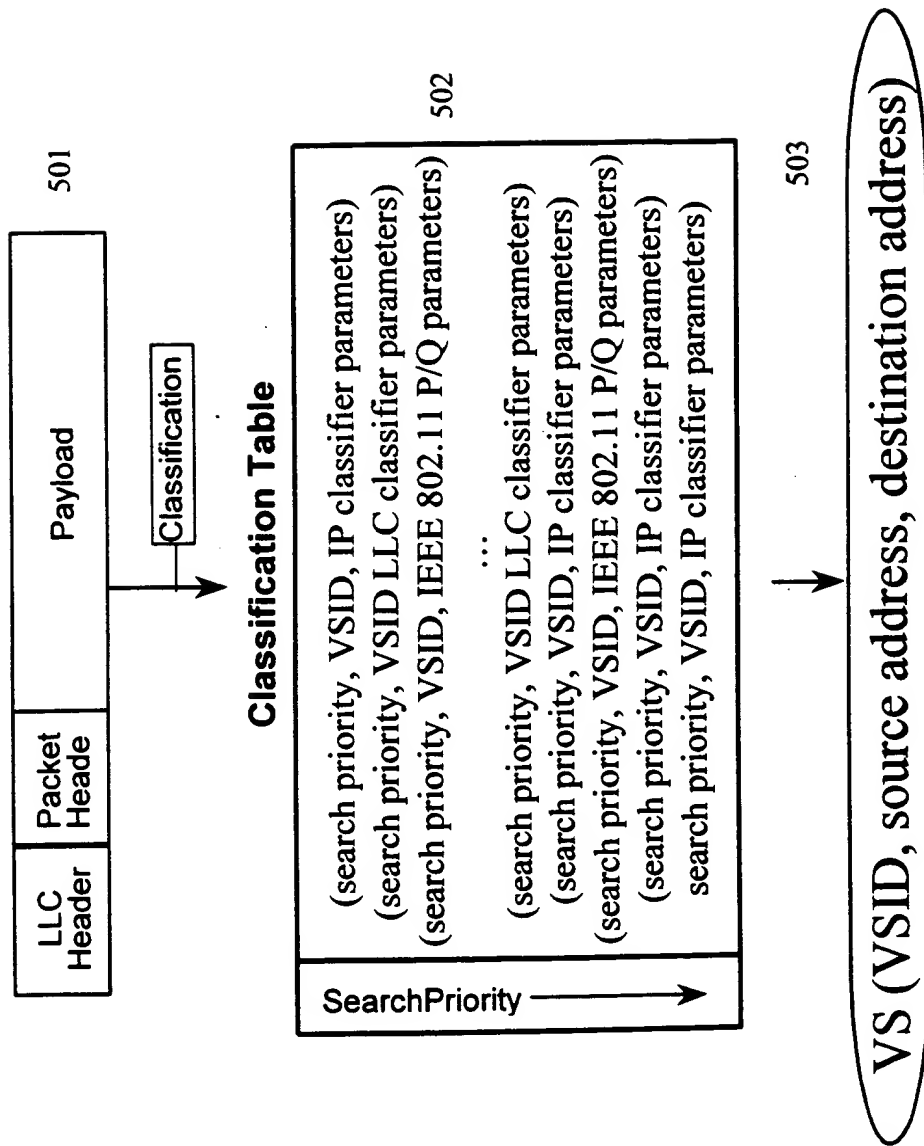 LLC
Header
Packet
Heade
Payload
501
Classification
Classification Table
SearchPriority
(search priority, VSID, IP classifier parameters)
(search priority, VSID LLC classifier parameters)
(search priority, VSID, IEEE 802.11 P/Q parameters)
...
(search priority, VSID LLC classifier parameters)
(search priority, VSID, IP classifier parameters)
(search priority, VSID, IEEE 802.11 P/Q parameters)
(search priority, VSID, IP classifier parameters)
search priority, VSID, IP classifier parameters)
502
503
VS (VSID, source address, destination address)